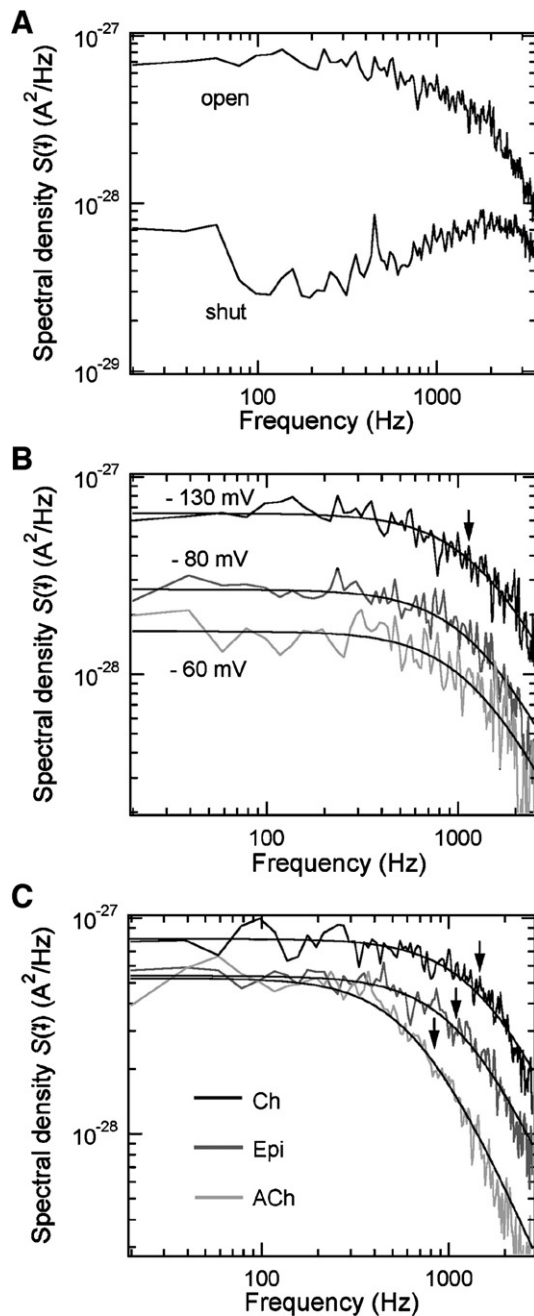 A
10⁻²⁷
open
Spectral density S(f) (A²/Hz)
10⁻²⁸
shut
10⁻²⁹
100 1000
Frequency (Hz)
B
10⁻²⁷
- 130 mV
- 80 mV
Spectral density S(f) (A²/Hz)
10⁻²⁸
- 60 mV
100 1000
Frequency (Hz)
C
10⁻²⁷
Spectral density S(f) (A²/Hz)
10⁻²⁸
Ch
Epi
ACh
100 1000
Frequency (Hz)